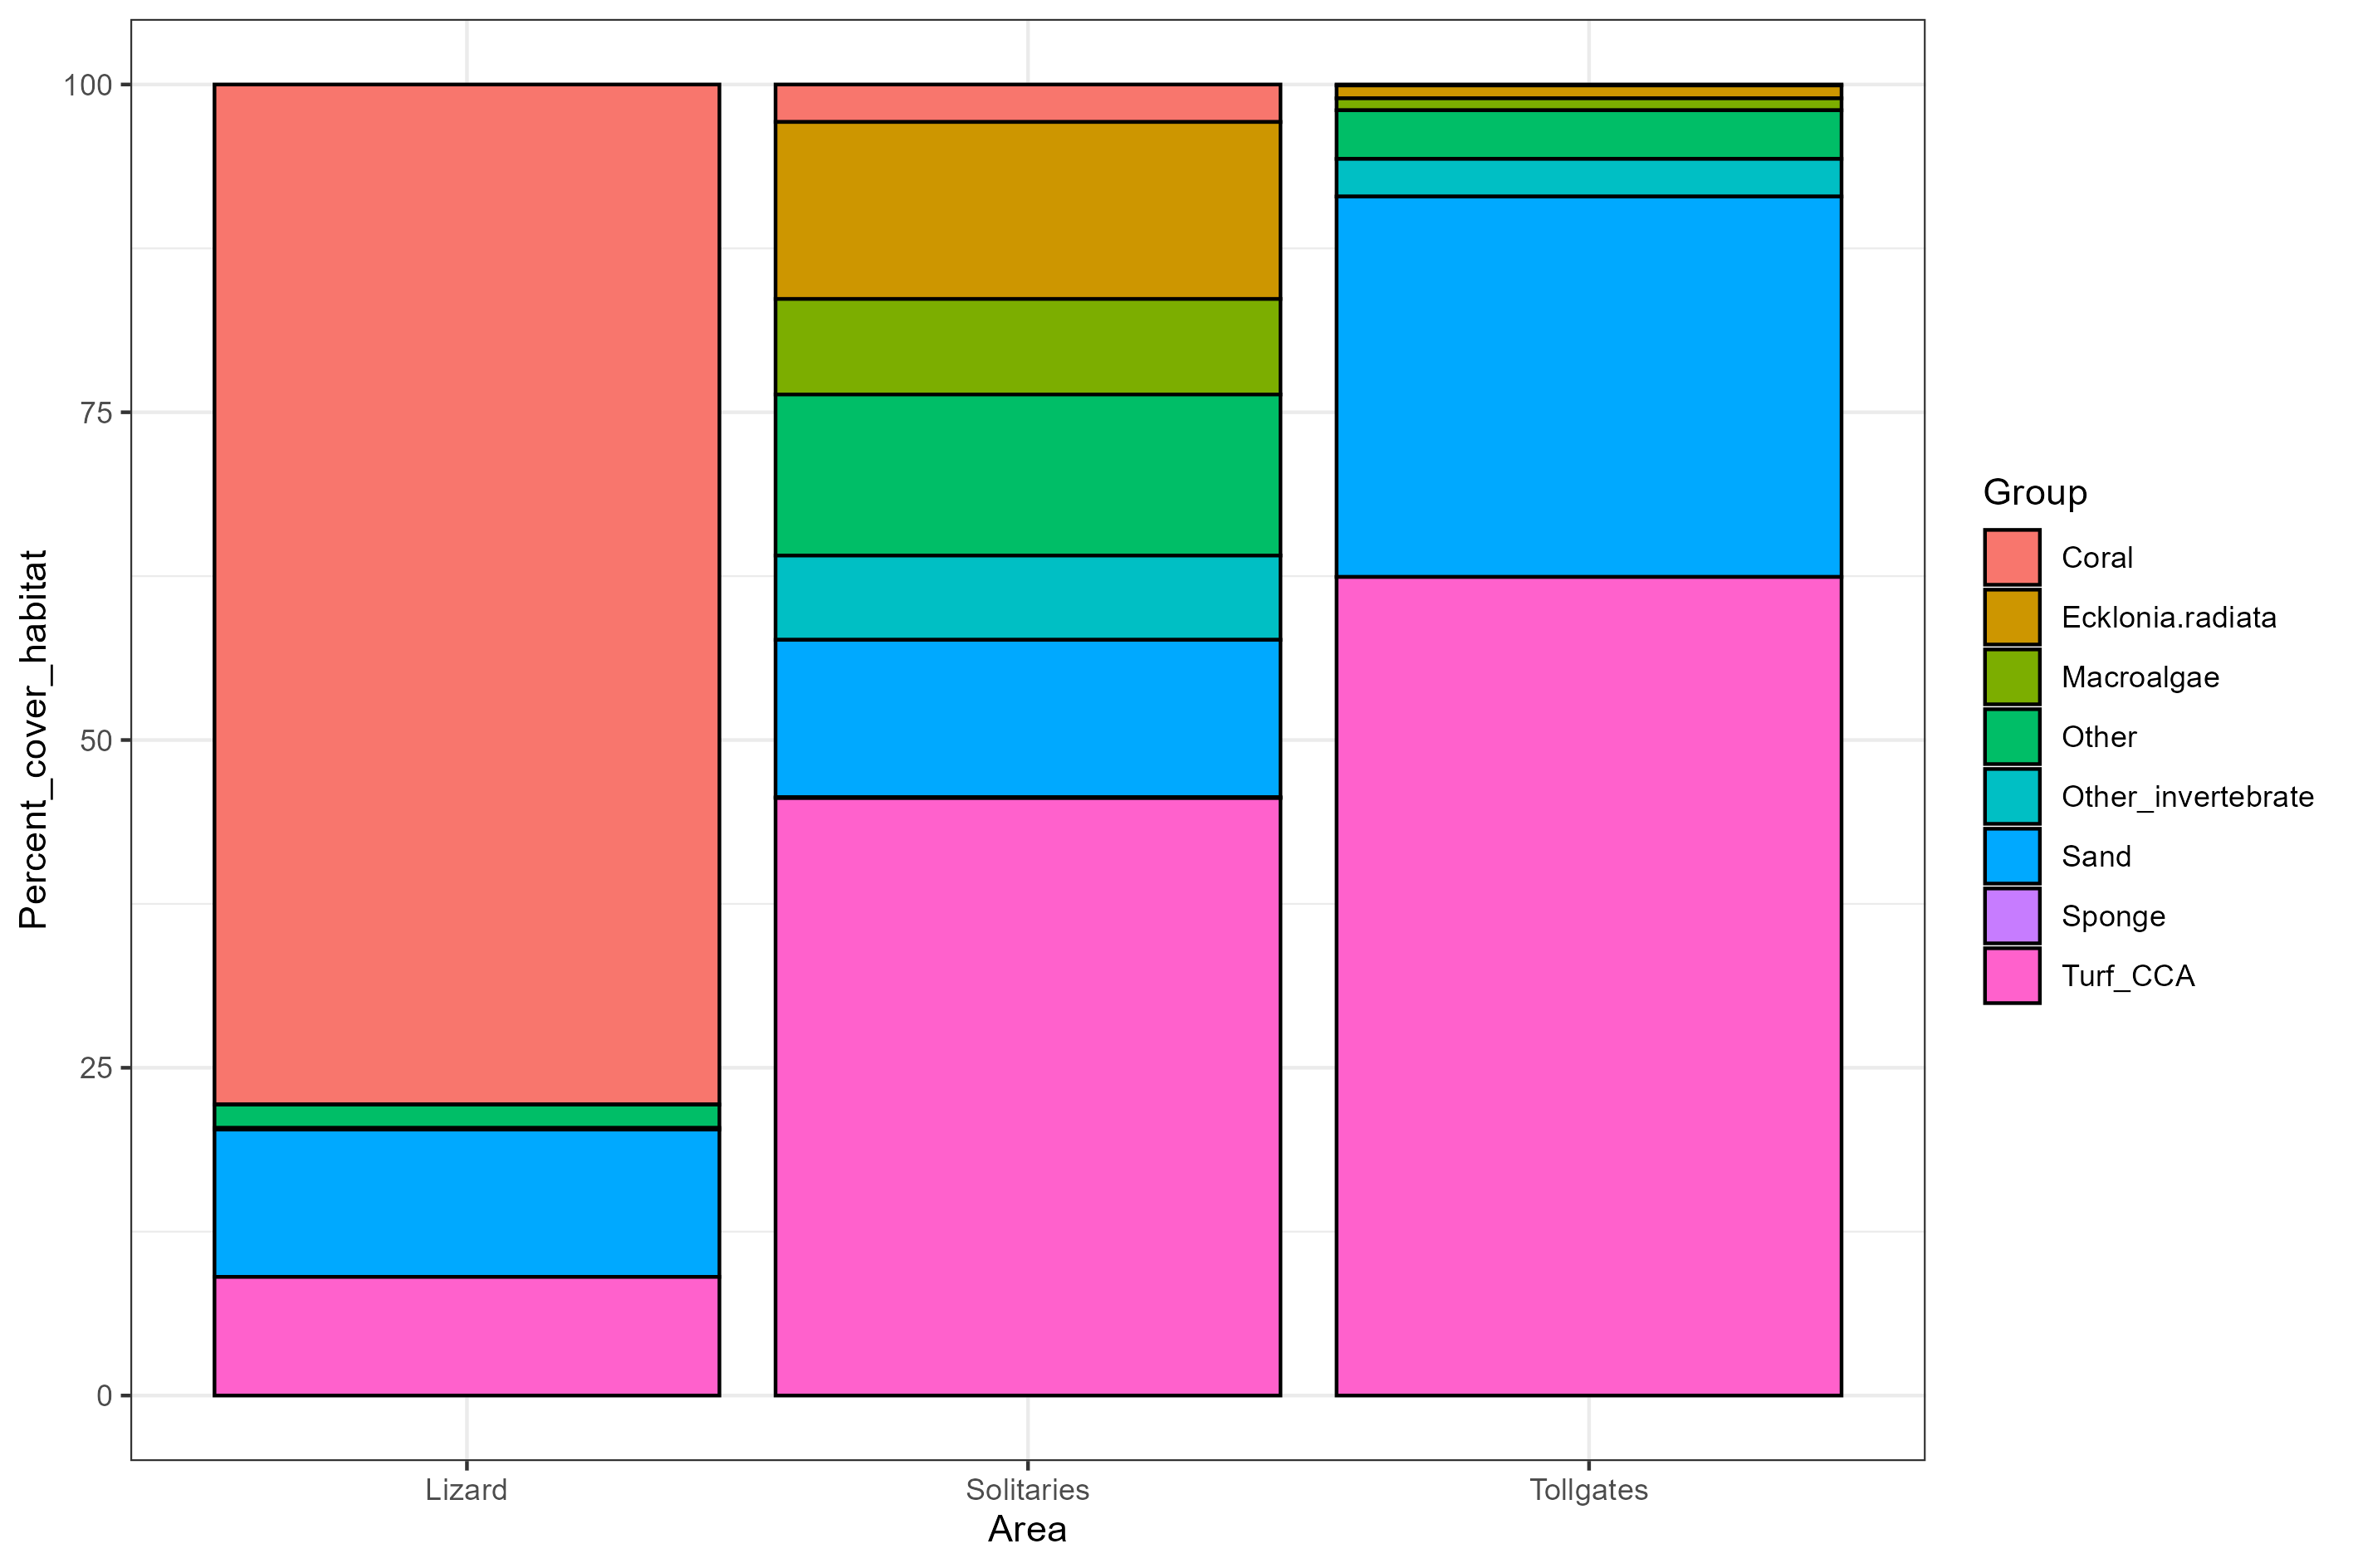 Percent_cover_habitat
100
75
50
25
0
Lizard
Solitaries
Tollgates
Area
Group
Coral
Ecklonia.radiata
Macroalgae
Other
Other_invertebrate
Sand
Sponge
Turf_CCA